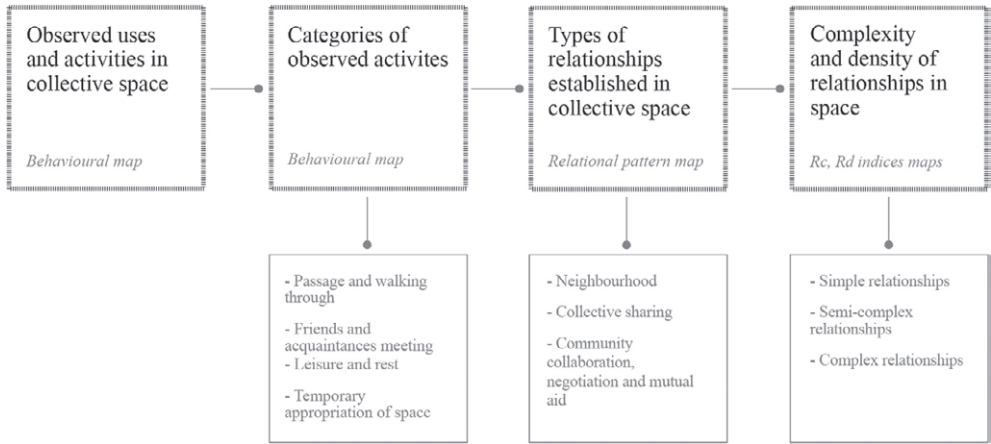 Observed uses
and activities in
collective space
Behavioural map
Categories of
observed activites
Behavioural map
Types of
relationships
established in
collective space
Relational pattern map
Complexity
and density of
relationships in
space
Rc, Rd indices maps
- Passage and walking
through
- Friends and
acquaintances meeting
- Leisure and rest
- Temporary
appropriation of space
- Neighbourhood
- Collective sharing
- Community
collaboration,
negotiation and mutual
aid
- Simple relationships
- Semi-complex
relationships
- Complex relationships